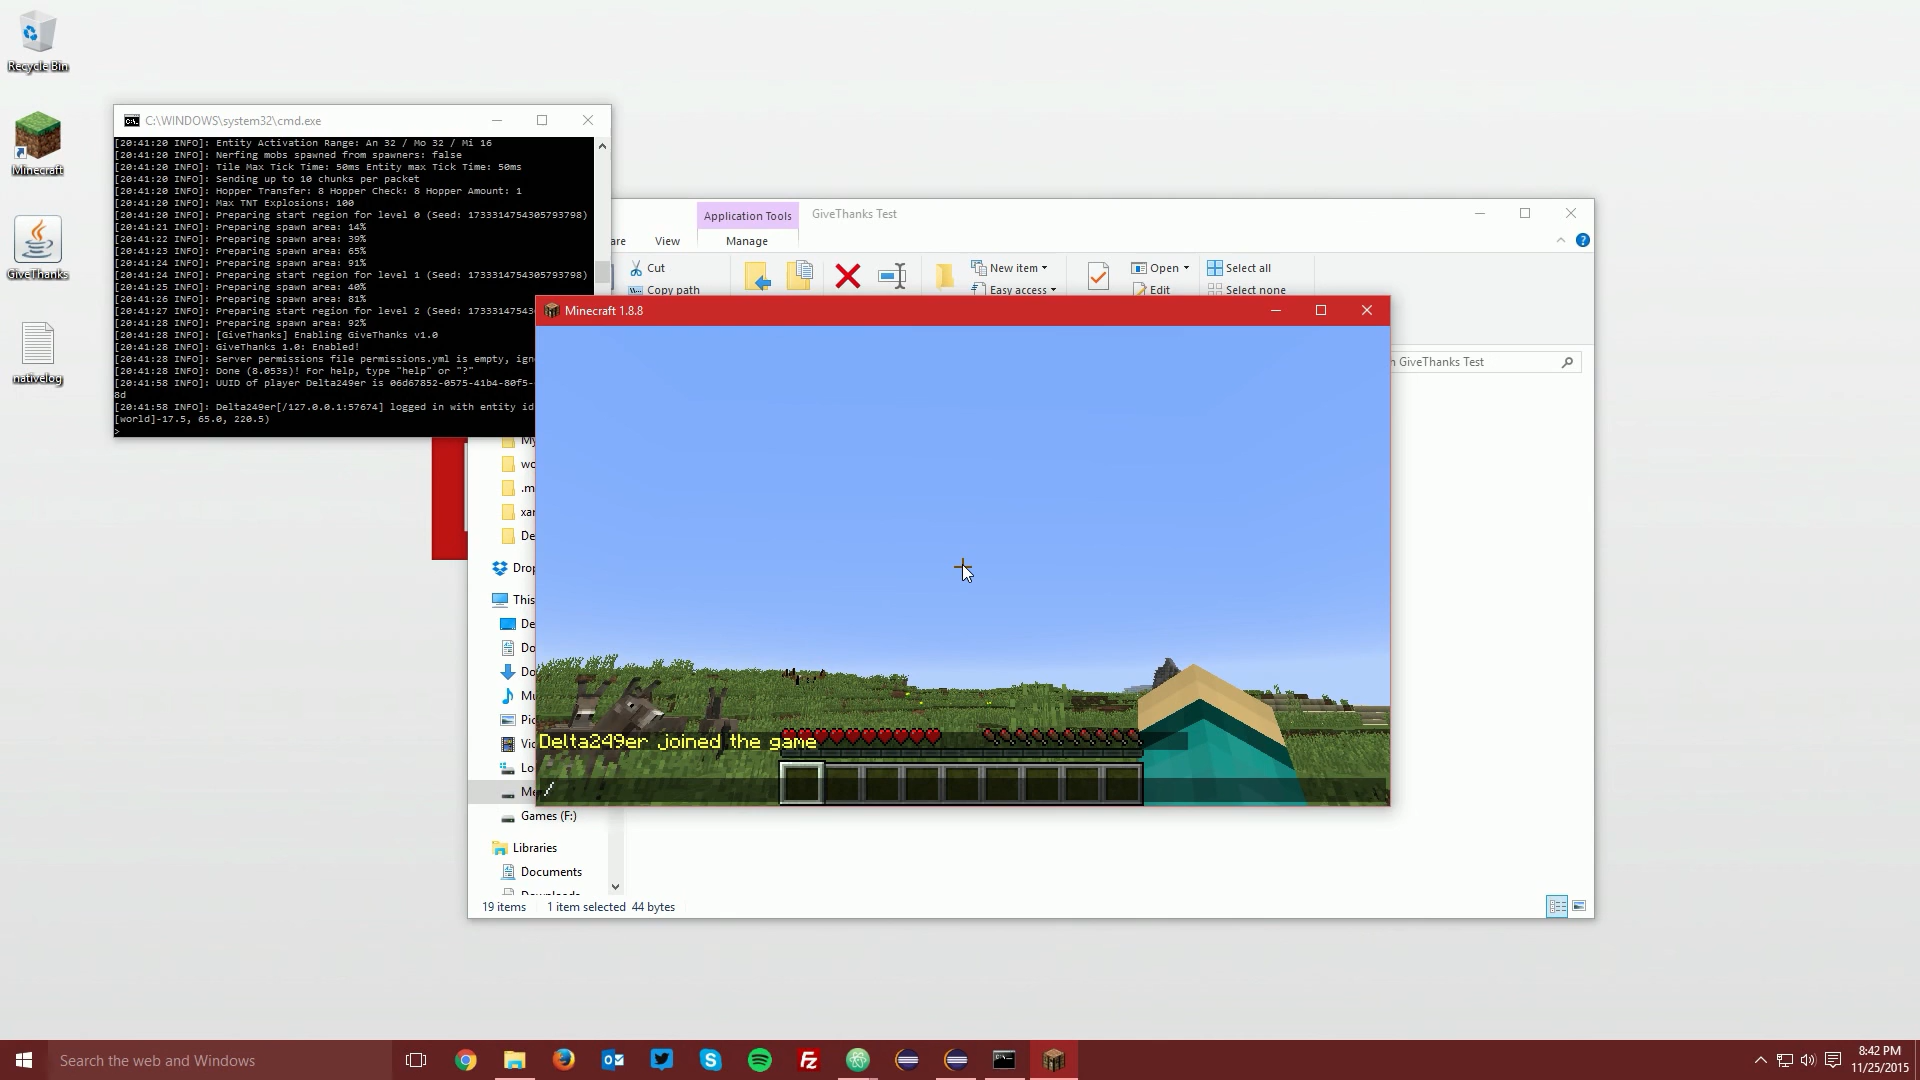 Recycle Bin
Minecraft
GiveThanks
nativelog
C:\WINDOWS\system32\cmd.exe
[20:41:20 INFO]: Entity Activation Range: An 32 / Mo 32 / Mi 16
[20:41:20 INFO]: Nerfing mobs spawned from spawners: false
[20:41:20 INFO]: Tile Max Tick Time: 50ms Entity max Tick Time: 50ms
[20:41:20 INFO]: Sending up to 10 chunks per packet
[20:41:20 INFO]: Hopper Transfer: 8 Hopper Check: 8 Hopper Amount: 1
[20:41:20 INFO]: Max TNT Explosions: 100
[20:41:20 INFO]: Preparing start region for level 0 (Seed: 1733314754305793798)
[20:41:21 INFO]: Preparing spawn area: 14%
[20:41:22 INFO]: Preparing spawn area: 39%
[20:41:23 INFO]: Preparing spawn area: 65%
[20:41:24 INFO]: Preparing spawn area: 91%
[20:41:24 INFO]: Preparing start region for level 1 (Seed: 1733314754305793798)
[20:41:25 INFO]: Preparing spawn area: 40%
[20:41:26 INFO]: Preparing spawn area: 81%
[20:41:27 INFO]: Preparing start region for level 2 (Seed: 17333147543
[20:41:28 INFO]: Preparing spawn area: 92%
[20:41:28 INFO]: [GiveThanks] Enabling GiveThanks v1.0
[20:41:28 INFO]: GiveThanks 1.0: Enabled!
[20:41:28 INFO]: Server permissions file permissions.yml is empty, ign
[20:41:28 INFO]: Done (8.053s)! For help, type "help" or "?"
[20:41:58 INFO]: UUID of player Delta249er is 06d67852-0575-41b4-80f5-
8d
[20:41:58 INFO]: Delta249er[/127.0.0.1:57674] logged in with entity id
[world]-17.5, 65.0, 220.5)
>
Application Tools
GiveThanks Test
are
View
Manage
Cut
Copy path
New item
Easy access
Open
Edit
Select all
Select none
GiveThanks Test
Minecraft 1.8.8
My
wo
.m
xar
De
Drop
This
De
Do
Do
Mu
Pic
Vic
Lo
Me
Games (F:)
Libraries
Documents
Downloads
Delta249er joined the game
/
19 items
1 item selected 44 bytes
Search the web and Windows
8:42 PM
11/25/2015